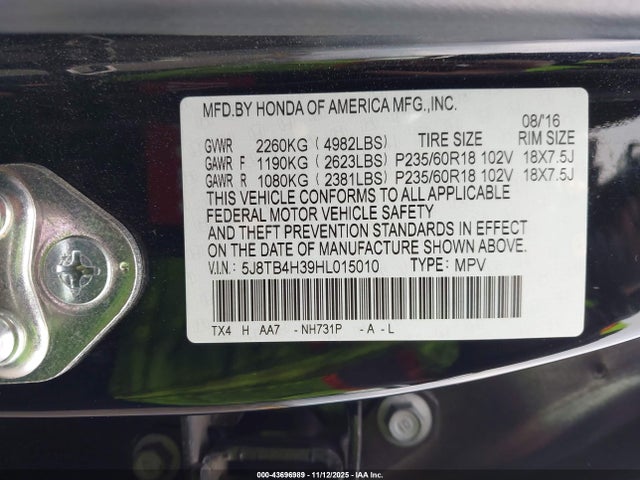 MFD.BY HONDA OF AMERICA MFG.,INC.
08/'16
GVWR 2260KG ( 4982LBS) TIRE SIZE RIM SIZE
GAWR F 1190KG ( 2623LBS) P235/60R18 102V 18X7.5J
GAWR R 1080KG ( 2381LBS) P235/60R18 102V 18X7.5J
THIS VEHICLE CONFORMS TO ALL APPLICABLE
FEDERAL MOTOR VEHICLE SAFETY
AND THEFT PREVENTION STANDARDS IN EFFECT
ON THE DATE OF MANUFACTURE SHOWN ABOVE.
V.I.N.: 5J8TB4H39HL015010 TYPE: MPV
TX4 H AA7 -NH731P -A -L
000-43696989 - 11/12/2025 - IAA Inc.